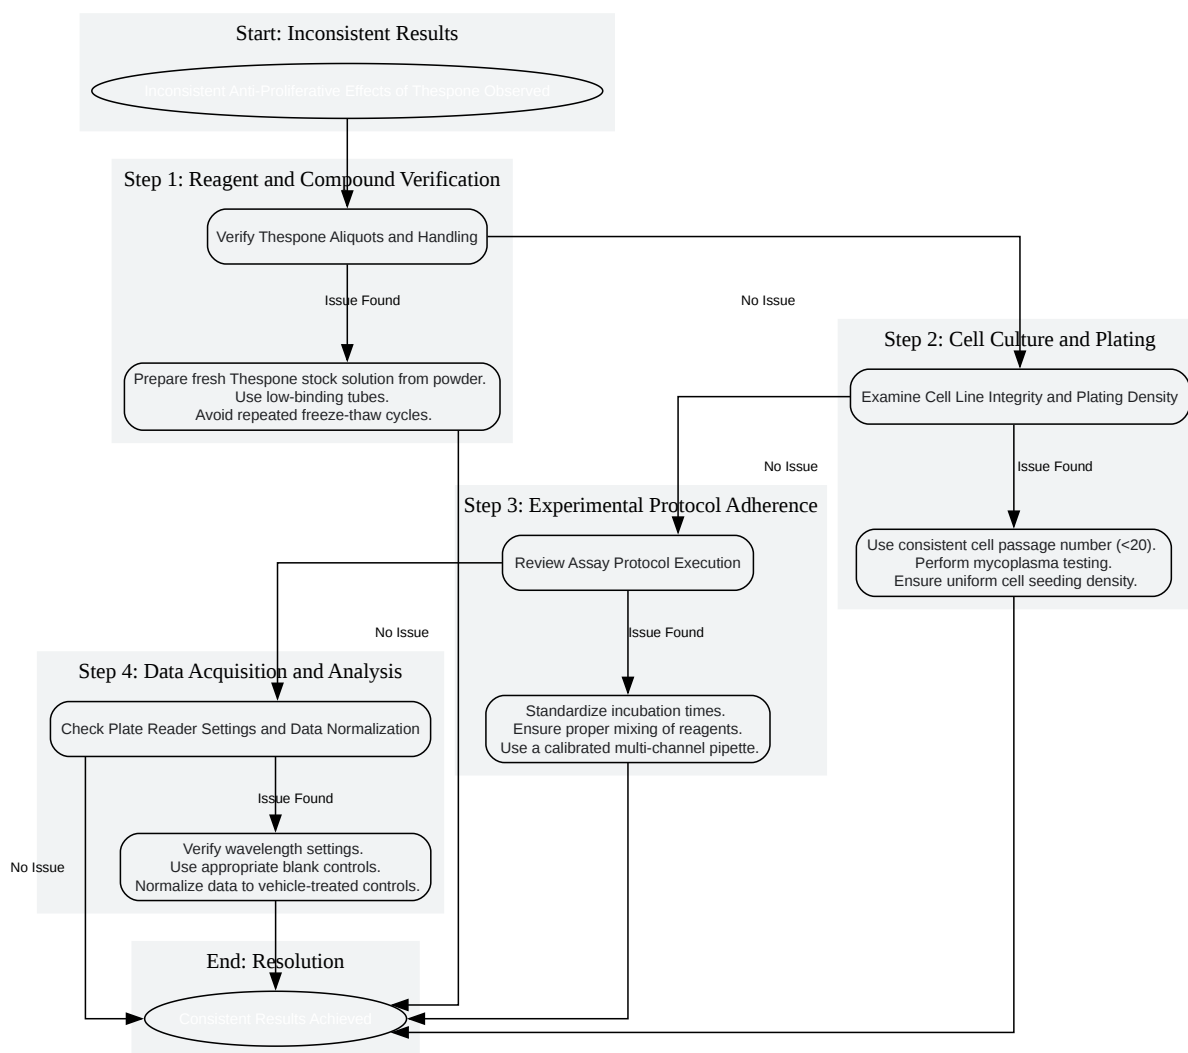 Start: Inconsistent Results
Inconsistent Anti-Proliferative Effects of Thespone Observed
Step 1: Reagent and Compound Verification
Verify Thespone Aliquots and Handling
Issue Found
No Issue
Prepare fresh Thespone stock solution from powder.
Use low-binding tubes.
Avoid repeated freeze-thaw cycles.
Step 2: Cell Culture and Plating
Examine Cell Line Integrity and Plating Density
Issue Found
No Issue
Use consistent cell passage number (<20).
Perform mycoplasma testing.
Ensure uniform cell seeding density.
Step 3: Experimental Protocol Adherence
Review Assay Protocol Execution
Issue Found
No Issue
Standardize incubation times.
Ensure proper mixing of reagents.
Use a calibrated multi-channel pipette.
Step 4: Data Acquisition and Analysis
Check Plate Reader Settings and Data Normalization
Issue Found
No Issue
Verify wavelength settings.
Use appropriate blank controls.
Normalize data to vehicle-treated controls.
End: Resolution
Consistent Results Achieved